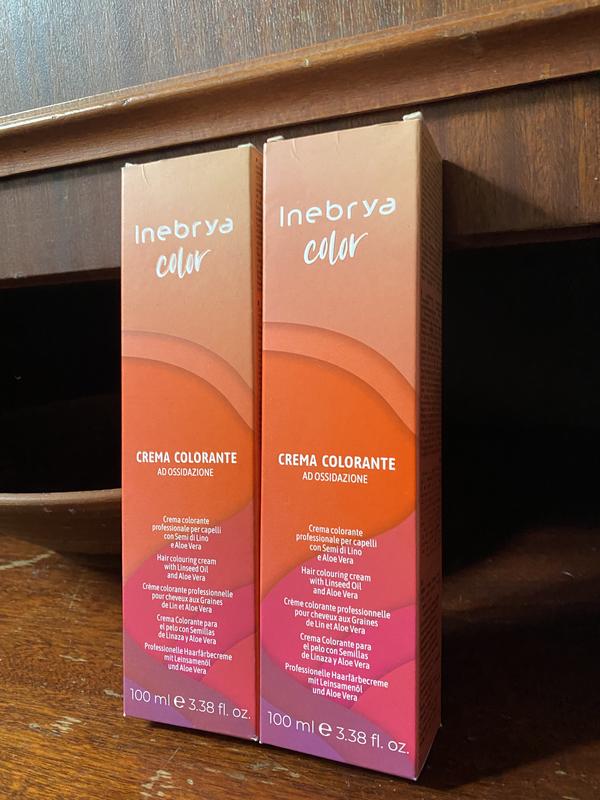 Inebrya
color
CREMA COLORANTE
AD OSSIDAZIONE
Crema colorante
professionale per capelli
con Semi di Lino
e Aloe Vera
Hair colouring cream
with Linseed Oil
and Aloe Vera
Crème colorante professionnelle
pour cheveux aux Graines
de Lin et Aloe Vera
Crema Colorante para
el pelo con Semillas
de Linaza y Aloe Vera
Professionelle Haarfärbecreme
mit Leinsamenöl
und Aloe Vera
100 ml e 3.38 fl. oz.
Inebrya
color
CREMA COLORANTE
AD OSSIDAZIONE
Crema colorante
professionale per capelli
con Semi di Lino
e Aloe Vera
Hair colouring cream
with Linseed Oil
and Aloe Vera
Crème colorante professionnelle
pour cheveux aux Graines
de Lin et Aloe Vera
Crema Colorante para
el pelo con Semillas
de Linaza y Aloe Vera
Professionelle Haarfärbecreme
mit Leinsamenöl
und Aloe Vera
100 ml e 3.38 fl. oz.